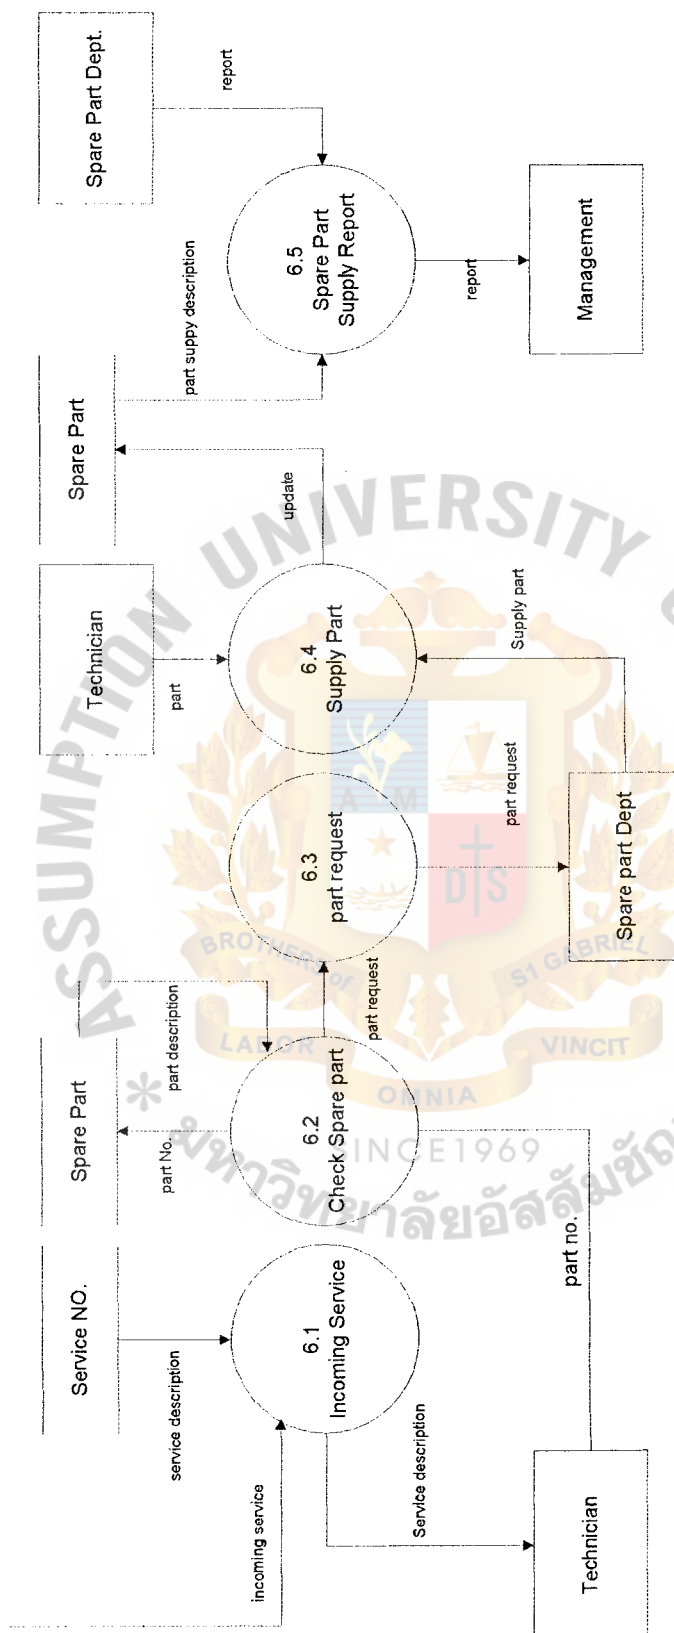 Service NO.
Spare Part
Technician
Spare Part
Spare Part Dept.
service description
part No.
part description
part
update
part suppy description
report
incoming service
6.1
Incoming Service
6.2
Check Spare part
part request
6.3
part request
6.4
Supply Part
6.5
Spare Part
Supply Report
Service description
part no.
part request
Supply part
report
Technician
Spare part Dept
Management
ASSUMPTION UNIVERSITY
A M
D S
BROTHERS of
S1 GABRIEL
LABOR
OMNIA
VINCIT
SINCE1969
*